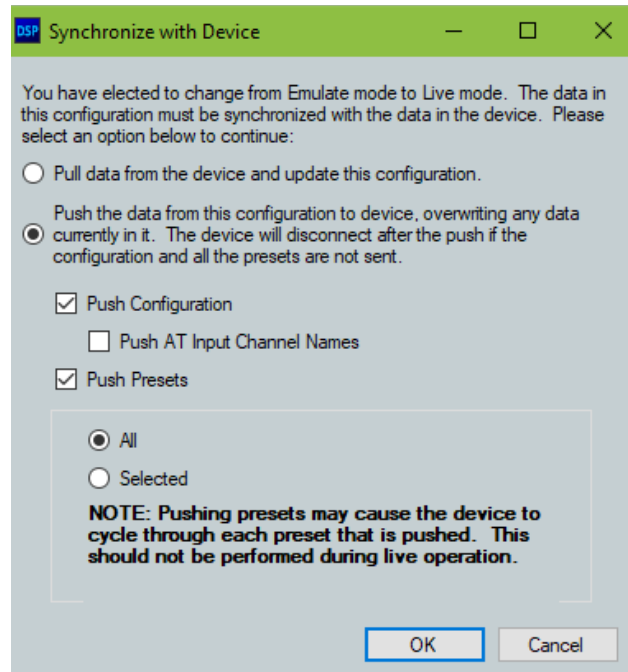 DSP Synchronize with Device
You have elected to change from Emulate mode to Live mode. The data in
this configuration must be synchronized with the data in the device. Please
select an option below to continue:
Pull data from the device and update this configuration.
Push the data from this configuration to device, overwriting any data
currently in it. The device will disconnect after the push if the
configuration and all the presets are not sent.
Push Configuration
Push AT Input Channel Names
Push Presets
All
Selected
NOTE: Pushing presets may cause the device to
cycle through each preset that is pushed. This
should not be performed during live operation.
OK Cancel